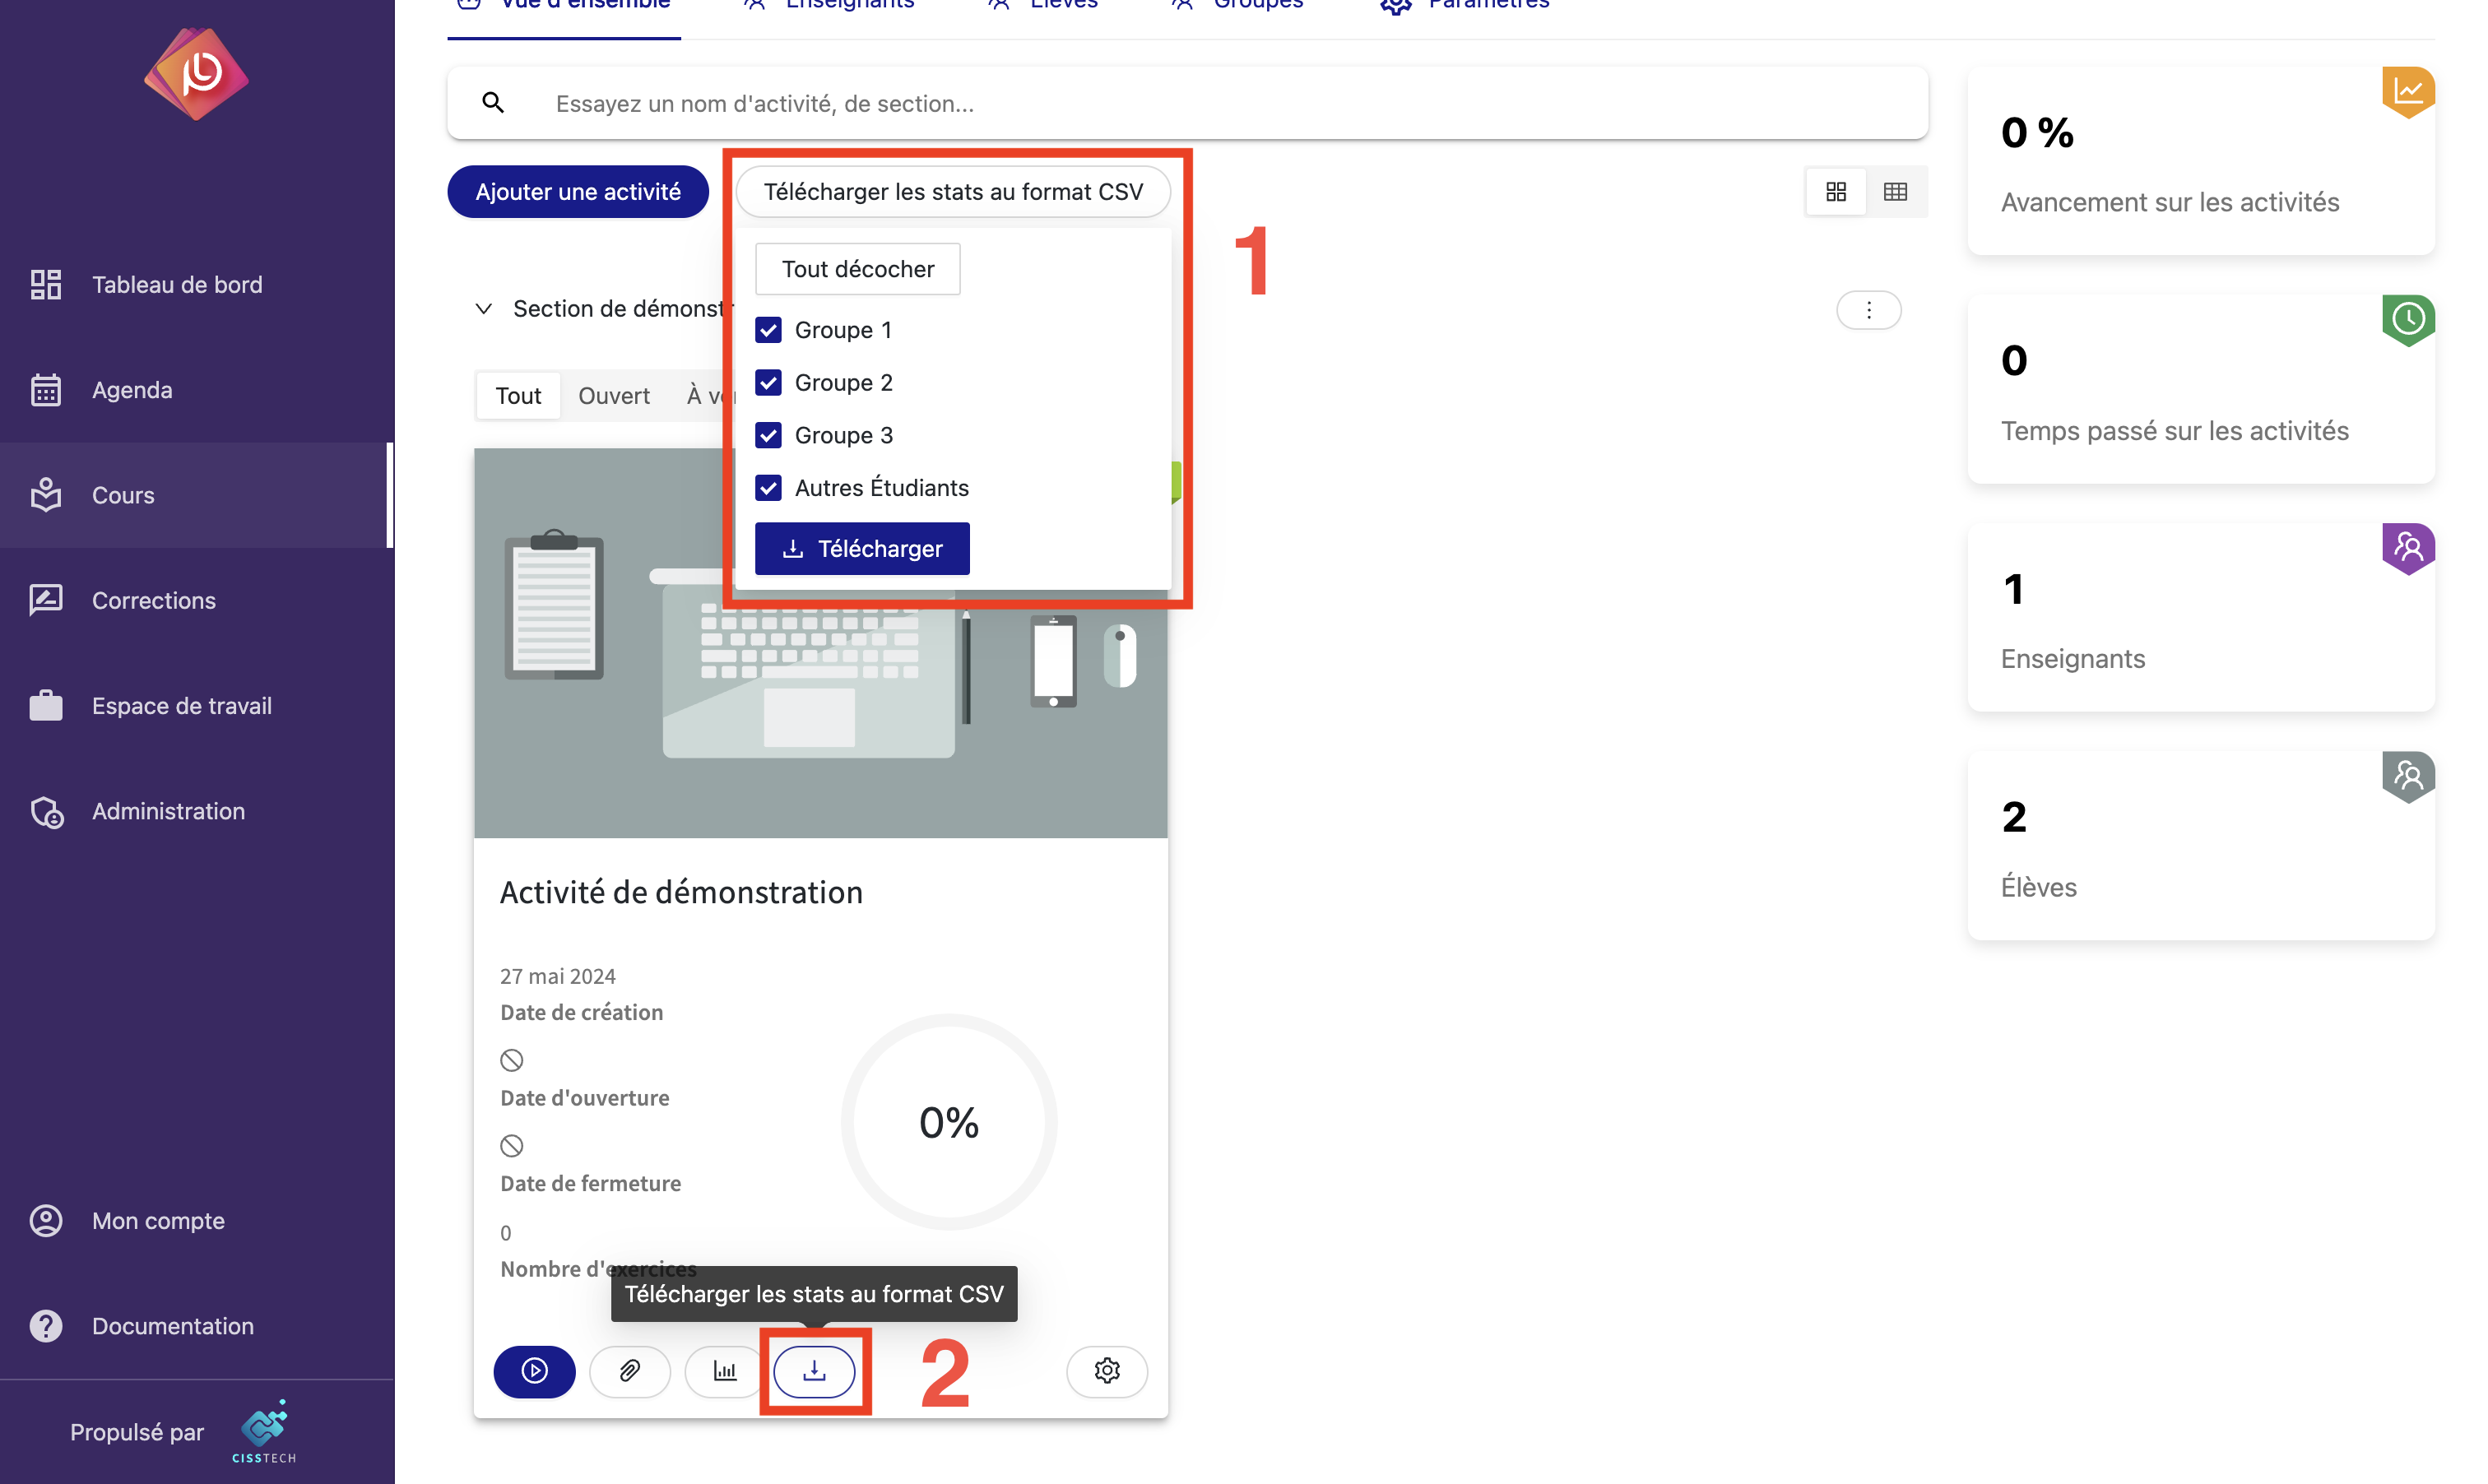 Vue d'ensemble
Enseignants
Élèves
Groupes
Paramètres
Essayez un nom d'activité, de section...
Ajouter une activité
Télécharger les stats au format CSV
1
Tout décocher
Section de démonst
Groupe 1
Groupe 2
Groupe 3
Autres Étudiants
Télécharger
Tout
Ouvert
Tableau de bord
Agenda
Cours
Corrections
Espace de travail
Administration
Mon compte
Documentation
Propulsé par
CISSTECH
Activité de démonstration
27 mai 2024
Date de création
Date d'ouverture
Date de fermeture
0
Nombre d'exercices
0%
Télécharger les stats au format CSV
2
0 %
Avancement sur les activités
0
Temps passé sur les activités
1
Enseignants
2
Élèves